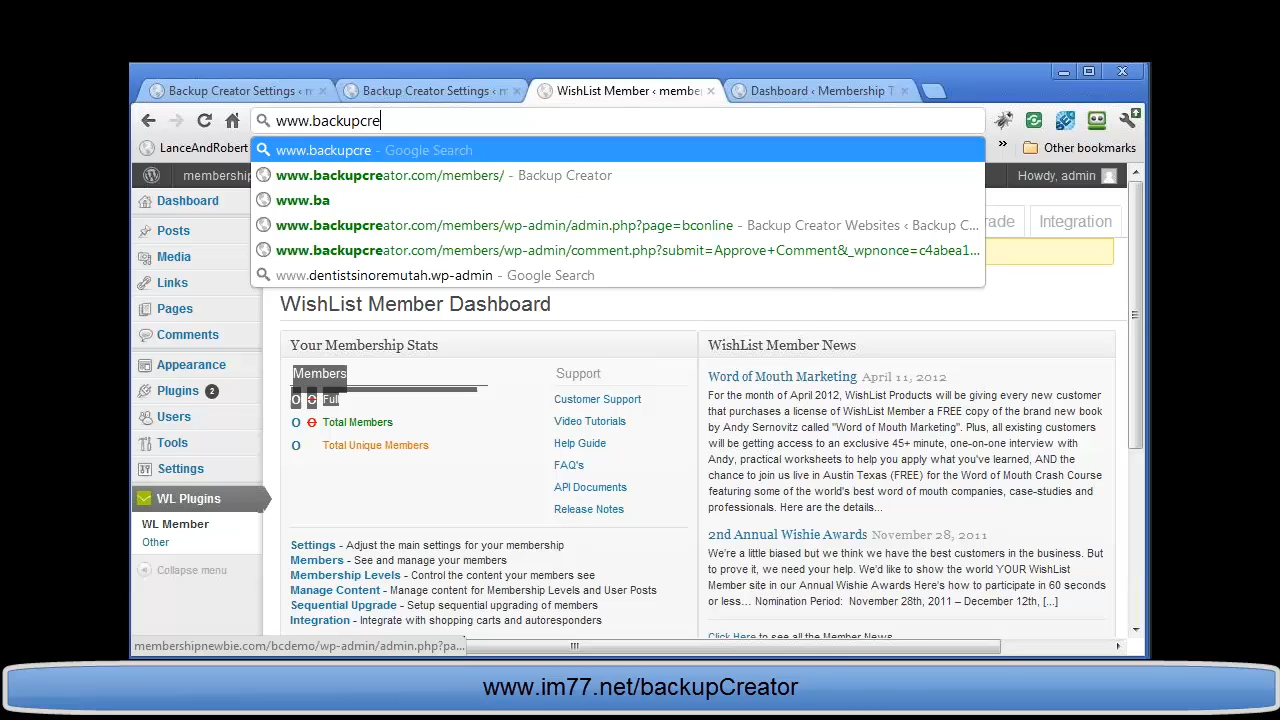 Backup Creator Settings ‹ m
Backup Creator Settings ‹ m
WishList Member ‹ membe
Dashboard ‹ Membership T
www.backupcre
www.backupcre - Google Search
www.backupcreator.com/members/ - Backup Creator
www.ba
www.backupcreator.com/members/wp-admin/admin.php?page=bconline - Backup Creator Websites ‹ Backup C...
www.backupcreator.com/members/wp-admin/comment.php?submit=Approve+Comment&_wpnonce=c4abea1...
www.dentistsinoremutah.wp-admin - Google Search
LanceAndRobert
»
Other bookmarks
membership
Howdy, admin
Dashboard
Posts
Media
Links
Pages
Comments
Appearance
Plugins 2
Users
Tools
Settings
WL Plugins
WL Member
Other
Collapse menu
rade
Integration
WishList Member Dashboard
Your Membership Stats
Members
0 0 Full
0 0 Total Members
0 Total Unique Members
Support
Customer Support
Video Tutorials
Help Guide
FAQ's
API Documents
Release Notes
Settings - Adjust the main settings for your membership
Members - See and manage your members
Membership Levels - Control the content your members see
Manage Content - Manage content for Membership Levels and User Posts
Sequential Upgrade - Setup sequential upgrading of members
Integration - Integrate with shopping carts and autoresponders
WishList Member News
Word of Mouth Marketing April 11, 2012
For the month of April 2012, WishList Products will be giving every new customer
that purchases a license of WishList Member a FREE copy of the brand new book
by Andy Sernovitz called "Word of Mouth Marketing". Plus, all existing customers
will be getting access to an exclusive 45+ minute, one-on-one interview with
Andy, practical worksheets to help you apply what you've learned, AND the
chance to join us live in Austin Texas (FREE) for the Word of Mouth Crash Course
featuring some of the world's best word of mouth companies, case-studies and
professionals. Here are the details...
2nd Annual Wishie Awards November 28, 2011
We're a little biased but we think we have the best customers in the business. But
to prove it, we need your help. We'd like to show the world YOUR WishList
Member site in our Annual Wishie Awards Here's how to participate in 60 seconds
or less... Nomination Period: November 28th, 2011 – December 12th, [...]
Click Here to see all the Member News
membershipnewbie.com/bcdemo/wp-admin/admin.php?pa...
www.im77.net/backupCreator